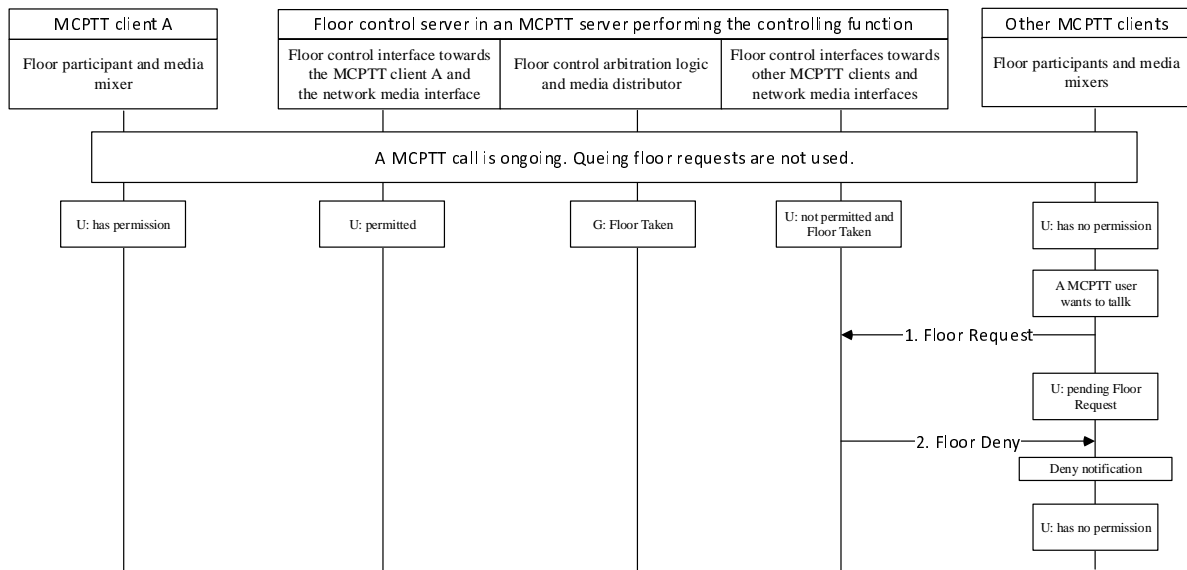 MCPTT client A
Floor control server in an MCPTT server performing the controlling function
Other MCPTT clients
Floor participant and media
mixer
Floor control interface towards
the MCPTT client A and
the network media interface
Floor control arbitration logic
and media distributor
Floor control interfaces towards
other MCPTT clients and
network media interfaces
Floor participants and media
mixers
A MCPTT call is ongoing. Queing floor requests are not used.
U: has permission
U: permitted
G: Floor Taken
U: not permitted and
Floor Taken
U: has no permission
A MCPTT user
wants to tallk
1. Floor Request
U: pending Floor
Request
2. Floor Deny
Deny notification
U: has no permission